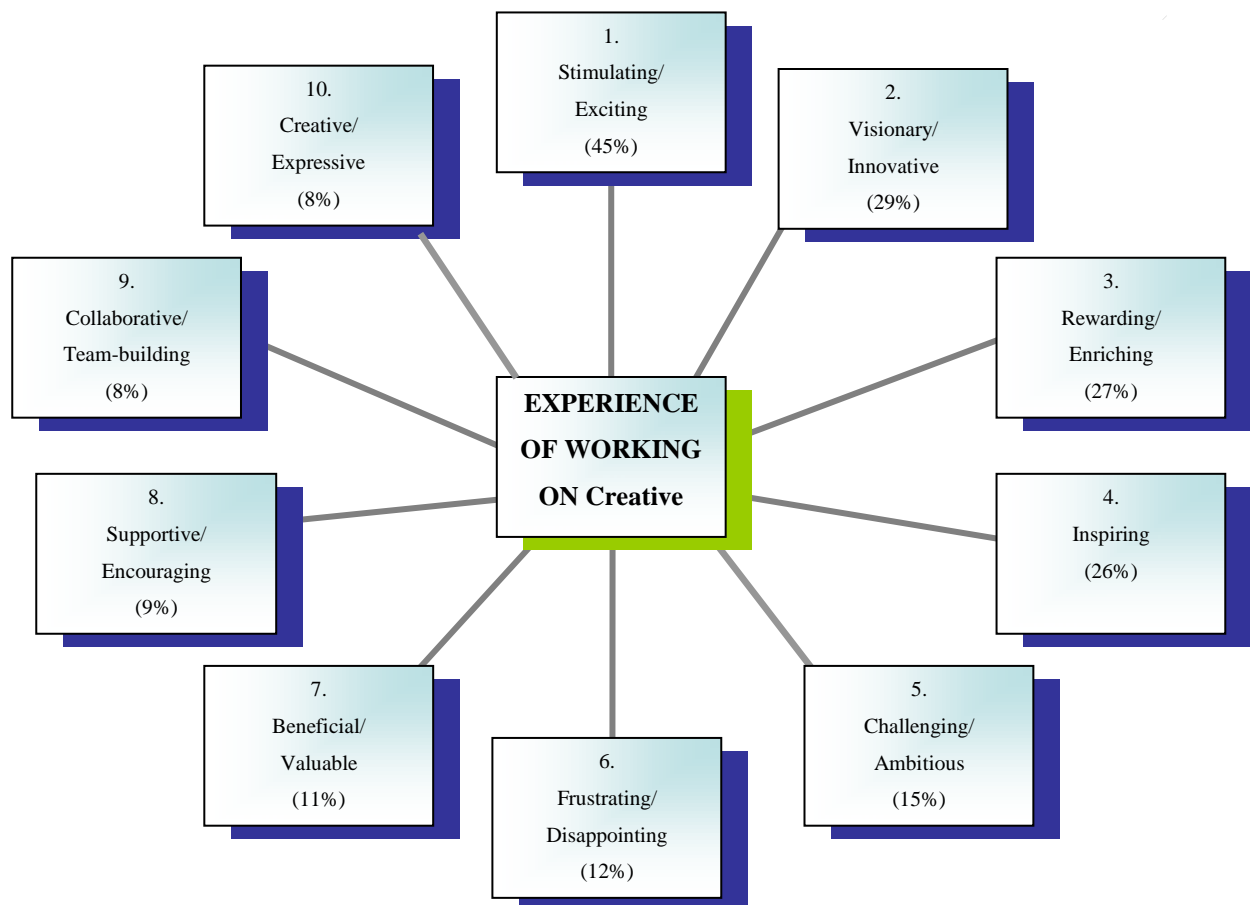 1.
Stimulating/
Exciting
(45%)
2.
Visionary/
Innovative
(29%)
3.
Rewarding/
Enriching
(27%)
4.
Inspiring
(26%)
5.
Challenging/
Ambitious
(15%)
6.
Frustrating/
Disappointing
(12%)
7.
Beneficial/
Valuable
(11%)
8.
Supportive/
Encouraging
(9%)
9.
Collaborative/
Team-building
(8%)
10.
Creative/
Expressive
(8%)
EXPERIENCE
OF WORKING
ON Creative